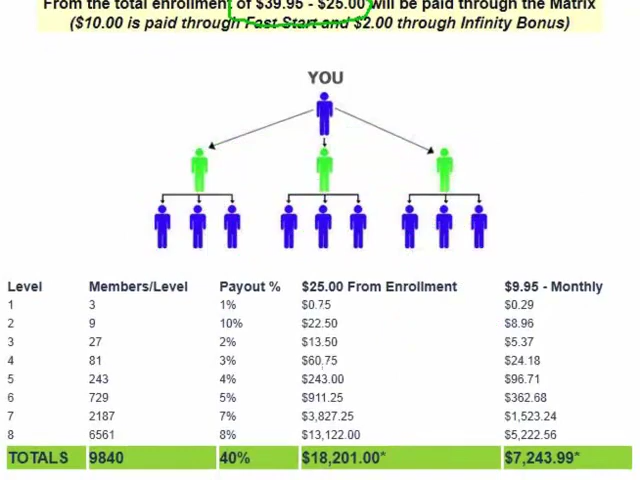 From the total enrollment of $39.95 - $25.00 will be paid through the Matrix
($10.00 is paid through Fast Start and $2.00 through Infinity Bonus)
YOU
Level Members/Level Payout % $25.00 From Enrollment $9.95 - Monthly
1 3 1% $0.75 $0.29
2 9 10% $22.50 $8.96
3 27 2% $13.50 $5.37
4 81 3% $60.75 $24.18
5 243 4% $243.00 $96.71
6 729 5% $911.25 $362.68
7 2187 7% $3,827.25 $1,523.24
8 6561 8% $13,122.00 $5,222.56
TOTALS 9840 40% $18,201.00* $7,243.99*